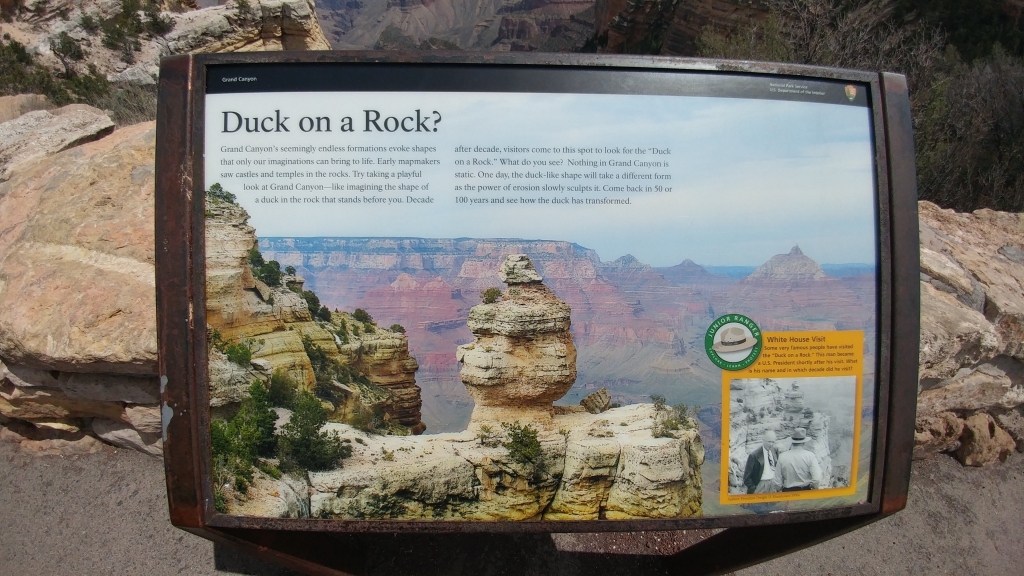 Grand Canyon
National Park Service
U.S. Department of the Interior
Duck on a Rock?
Grand Canyon's seemingly endless formations evoke shapes
that only our imaginations can bring to life. Early mapmakers
saw castles and temples in the rocks. Try taking a playful
look at Grand Canyon—like imagining the shape of
a duck in the rock that stands before you. Decade
after decade, visitors come to this spot to look for the "Duck
on a Rock." What do you see? Nothing in Grand Canyon is
static. One day, the duck-like shape will take a different form
as the power of erosion slowly sculpts it. Come back in 50 or
100 years and see how the duck has transformed.
JUNIOR RANGER
White House Visit
Some very famous people have visited
the "Duck on a Rock." This man became
a U.S. President shortly after his visit. What
is his name and in which decade did he visit?